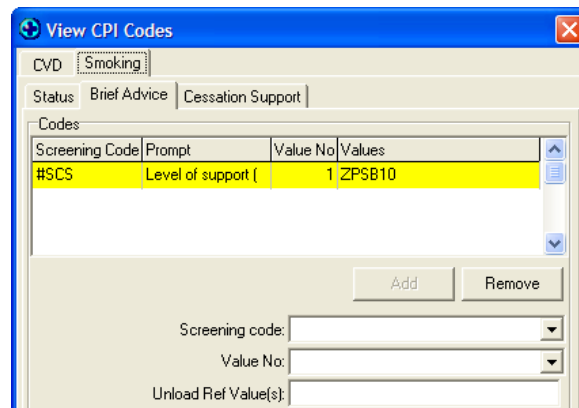 View CPI Codes
CVD Smoking
Status Brief Advice Cessation Support
Codes
Screening Code Prompt Value No Values
#SCS Level of support ( 1 ZPSB10
Add Remove
Screening code:
Value No:
Unload Ref Value(s):